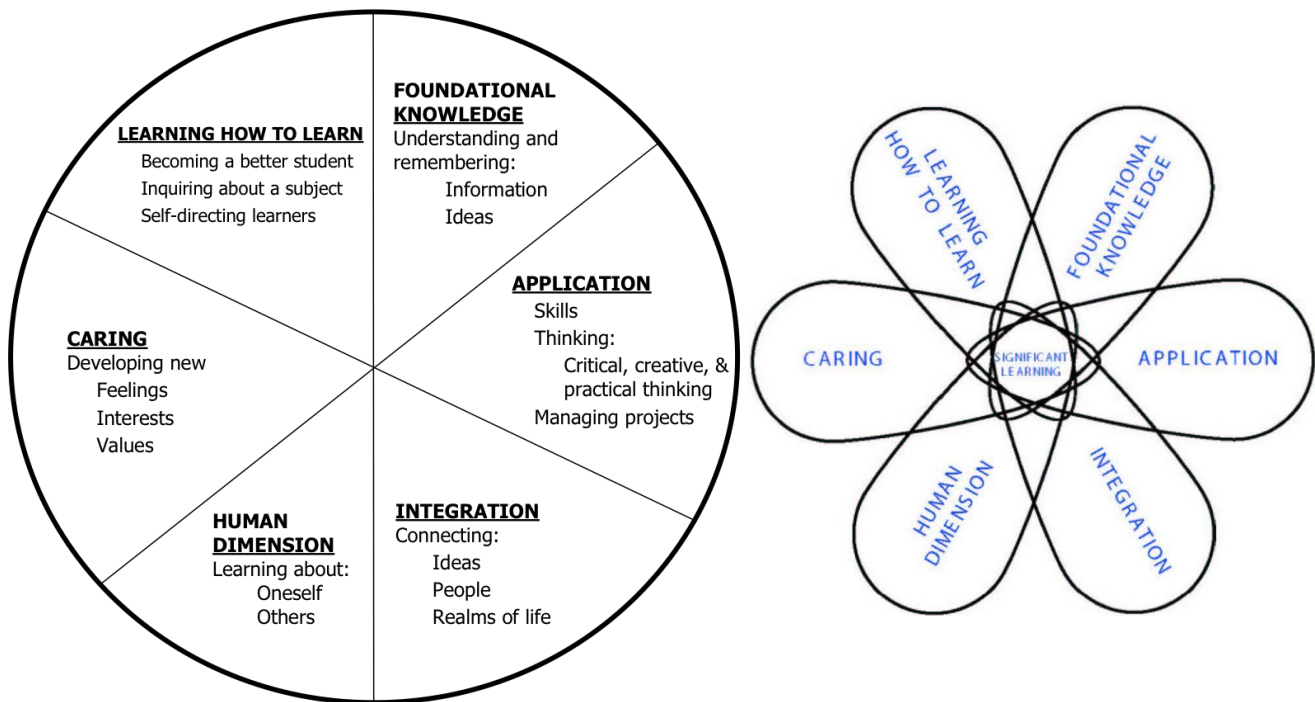 FOUNDATIONAL
KNOWLEDGE
Understanding and
remembering:
Information
Ideas
APPLICATION
Skills
Thinking:
Critical, creative, &
practical thinking
Managing projects
INTEGRATION
Connecting:
Ideas
People
Realms of life
HUMAN
DIMENSION
Learning about:
Oneself
Others
CARING
Developing new
Feelings
Interests
Values
LEARNING HOW TO LEARN
Becoming a better student
Inquiring about a subject
Self-directing learners
LEARNING
HOW TO LEARN
FOUNDATIONAL
KNOWLEDGE
APPLICATION
INTEGRATION
HUMAN
DIMENSION
CARING
SIGNIFICANT
LEARNING